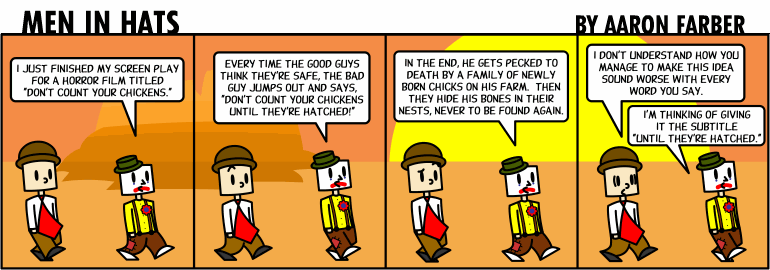 MEN IN HATS
BY AARON FARBER
I JUST FINISHED MY SCREEN PLAY
FOR A HORROR FILM TITLED
"DON'T COUNT YOUR CHICKENS."
EVERY TIME THE GOOD GUYS
THINK THEY'RE SAFE, THE BAD
GUY JUMPS OUT AND SAYS,
"DON'T COUNT YOUR CHICKENS
UNTIL THEY'RE HATCHED!"
IN THE END, HE GETS PECKED TO
DEATH BY A FAMILY OF NEWLY
BORN CHICKS ON HIS FARM. THEN
THEY HIDE HIS BONES IN THEIR
NESTS, NEVER TO BE FOUND AGAIN.
I DON'T UNDERSTAND HOW YOU
MANAGE TO MAKE THIS IDEA
SOUND WORSE WITH EVERY
WORD YOU SAY.
I'M THINKING OF GIVING
IT THE SUBTITLE
"UNTIL THEY'RE HATCHED."